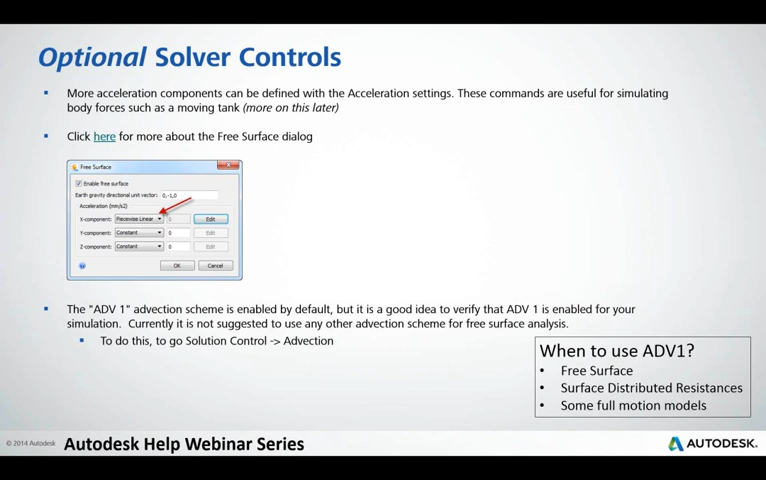 Optional Solver Controls
More acceleration components can be defined with the Acceleration settings. These commands are useful for simulating
body forces such as a moving tank (more on this later)
Click here for more about the Free Surface dialog
Free Surface
Enable free surface
Earth gravity directional unit vector: 0,-1,0
Acceleration (mm/s2)
X-component: Piecewise Linear 0 Edit
Y-component: Constant 0 Edit
Z-component: Constant 0 Edit
OK Cancel
The "ADV 1" advection scheme is enabled by default, but it is a good idea to verify that ADV 1 is enabled for your
simulation. Currently it is not suggested to use any other advection scheme for free surface analysis.
To do this, to go Solution Control -> Advection
When to use ADV1?
• Free Surface
• Surface Distributed Resistances
• Some full motion models
© 2014 Autodesk Autodesk Help Webinar Series AUTODESK.